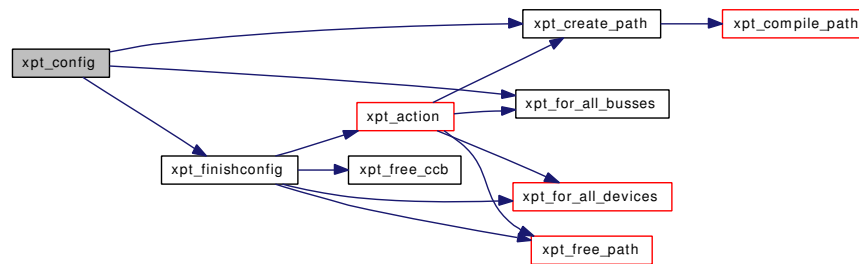 xpt_create_path
xpt_compile_path
xpt_config
xpt_for_all_busses
xpt_action
xpt_finishconfig
xpt_free_ccb
xpt_for_all_devices
xpt_free_path